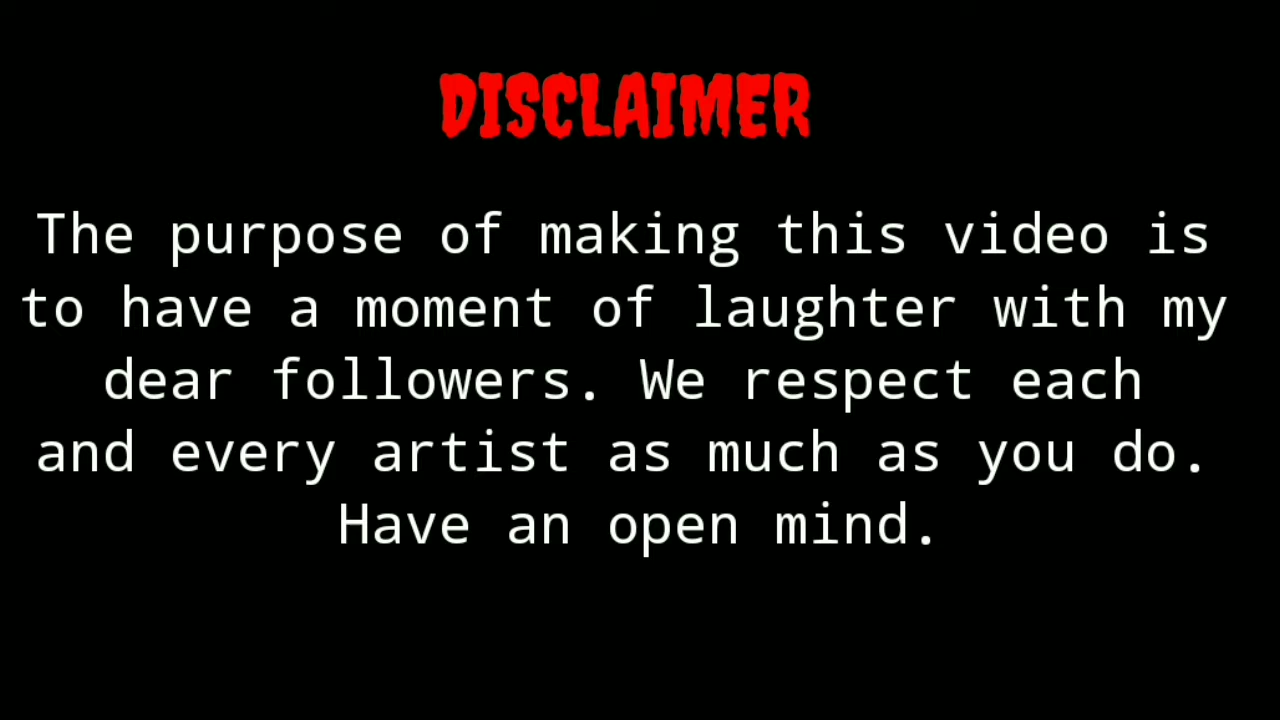 DISCLAIMER
The purpose of making this video is
to have a moment of laughter with my
dear followers. We respect each
and every artist as much as you do.
Have an open mind.